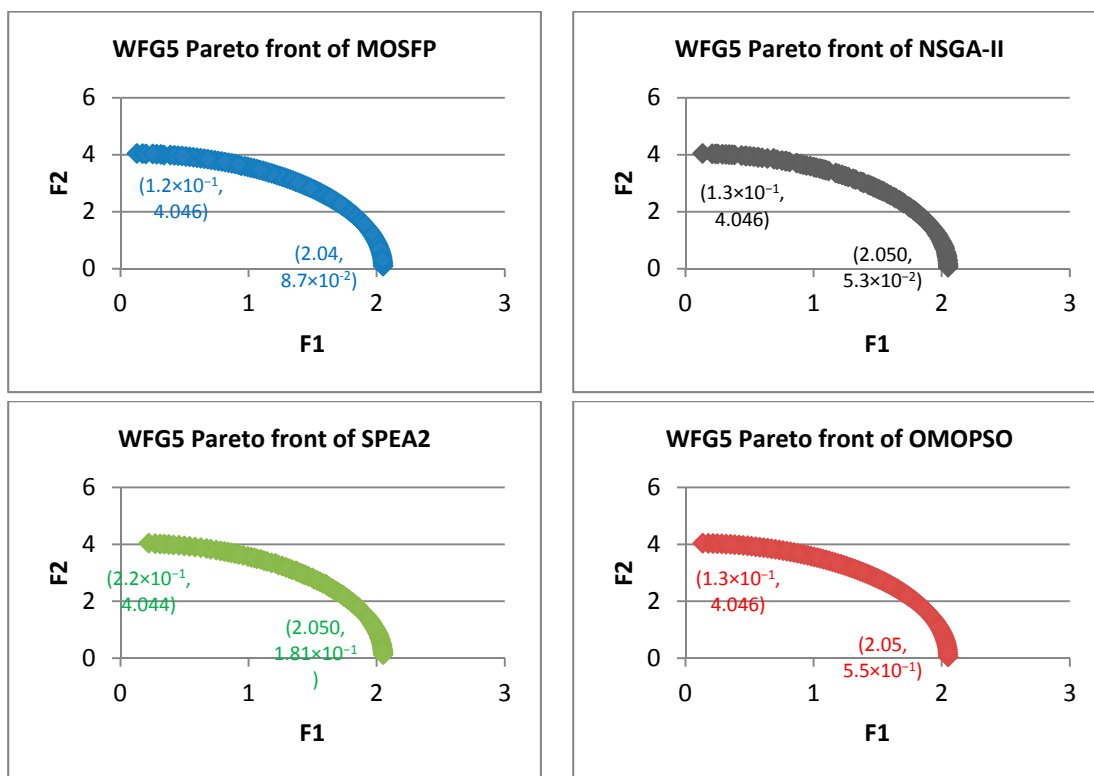 WFG5 Pareto front of MOSFP
6
4
2
0
F2
(1.2×10⁻¹,
4.046)
(2.04,
8.7×10⁻²)
0 1 2 3
F1
WFG5 Pareto front of NSGA-II
6
4
2
0
F2
(1.3×10⁻¹,
4.046)
(2.050,
5.3×10⁻²)
0 1 2 3
F1
WFG5 Pareto front of SPEA2
6
4
2
0
F2
(2.2×10⁻¹,
4.044)
(2.050,
1.81×10⁻¹
)
0 1 2 3
F1
WFG5 Pareto front of OMOPSO
6
4
2
0
F2
(1.3×10⁻¹,
4.046)
(2.05,
5.5×10⁻¹)
0 1 2 3
F1